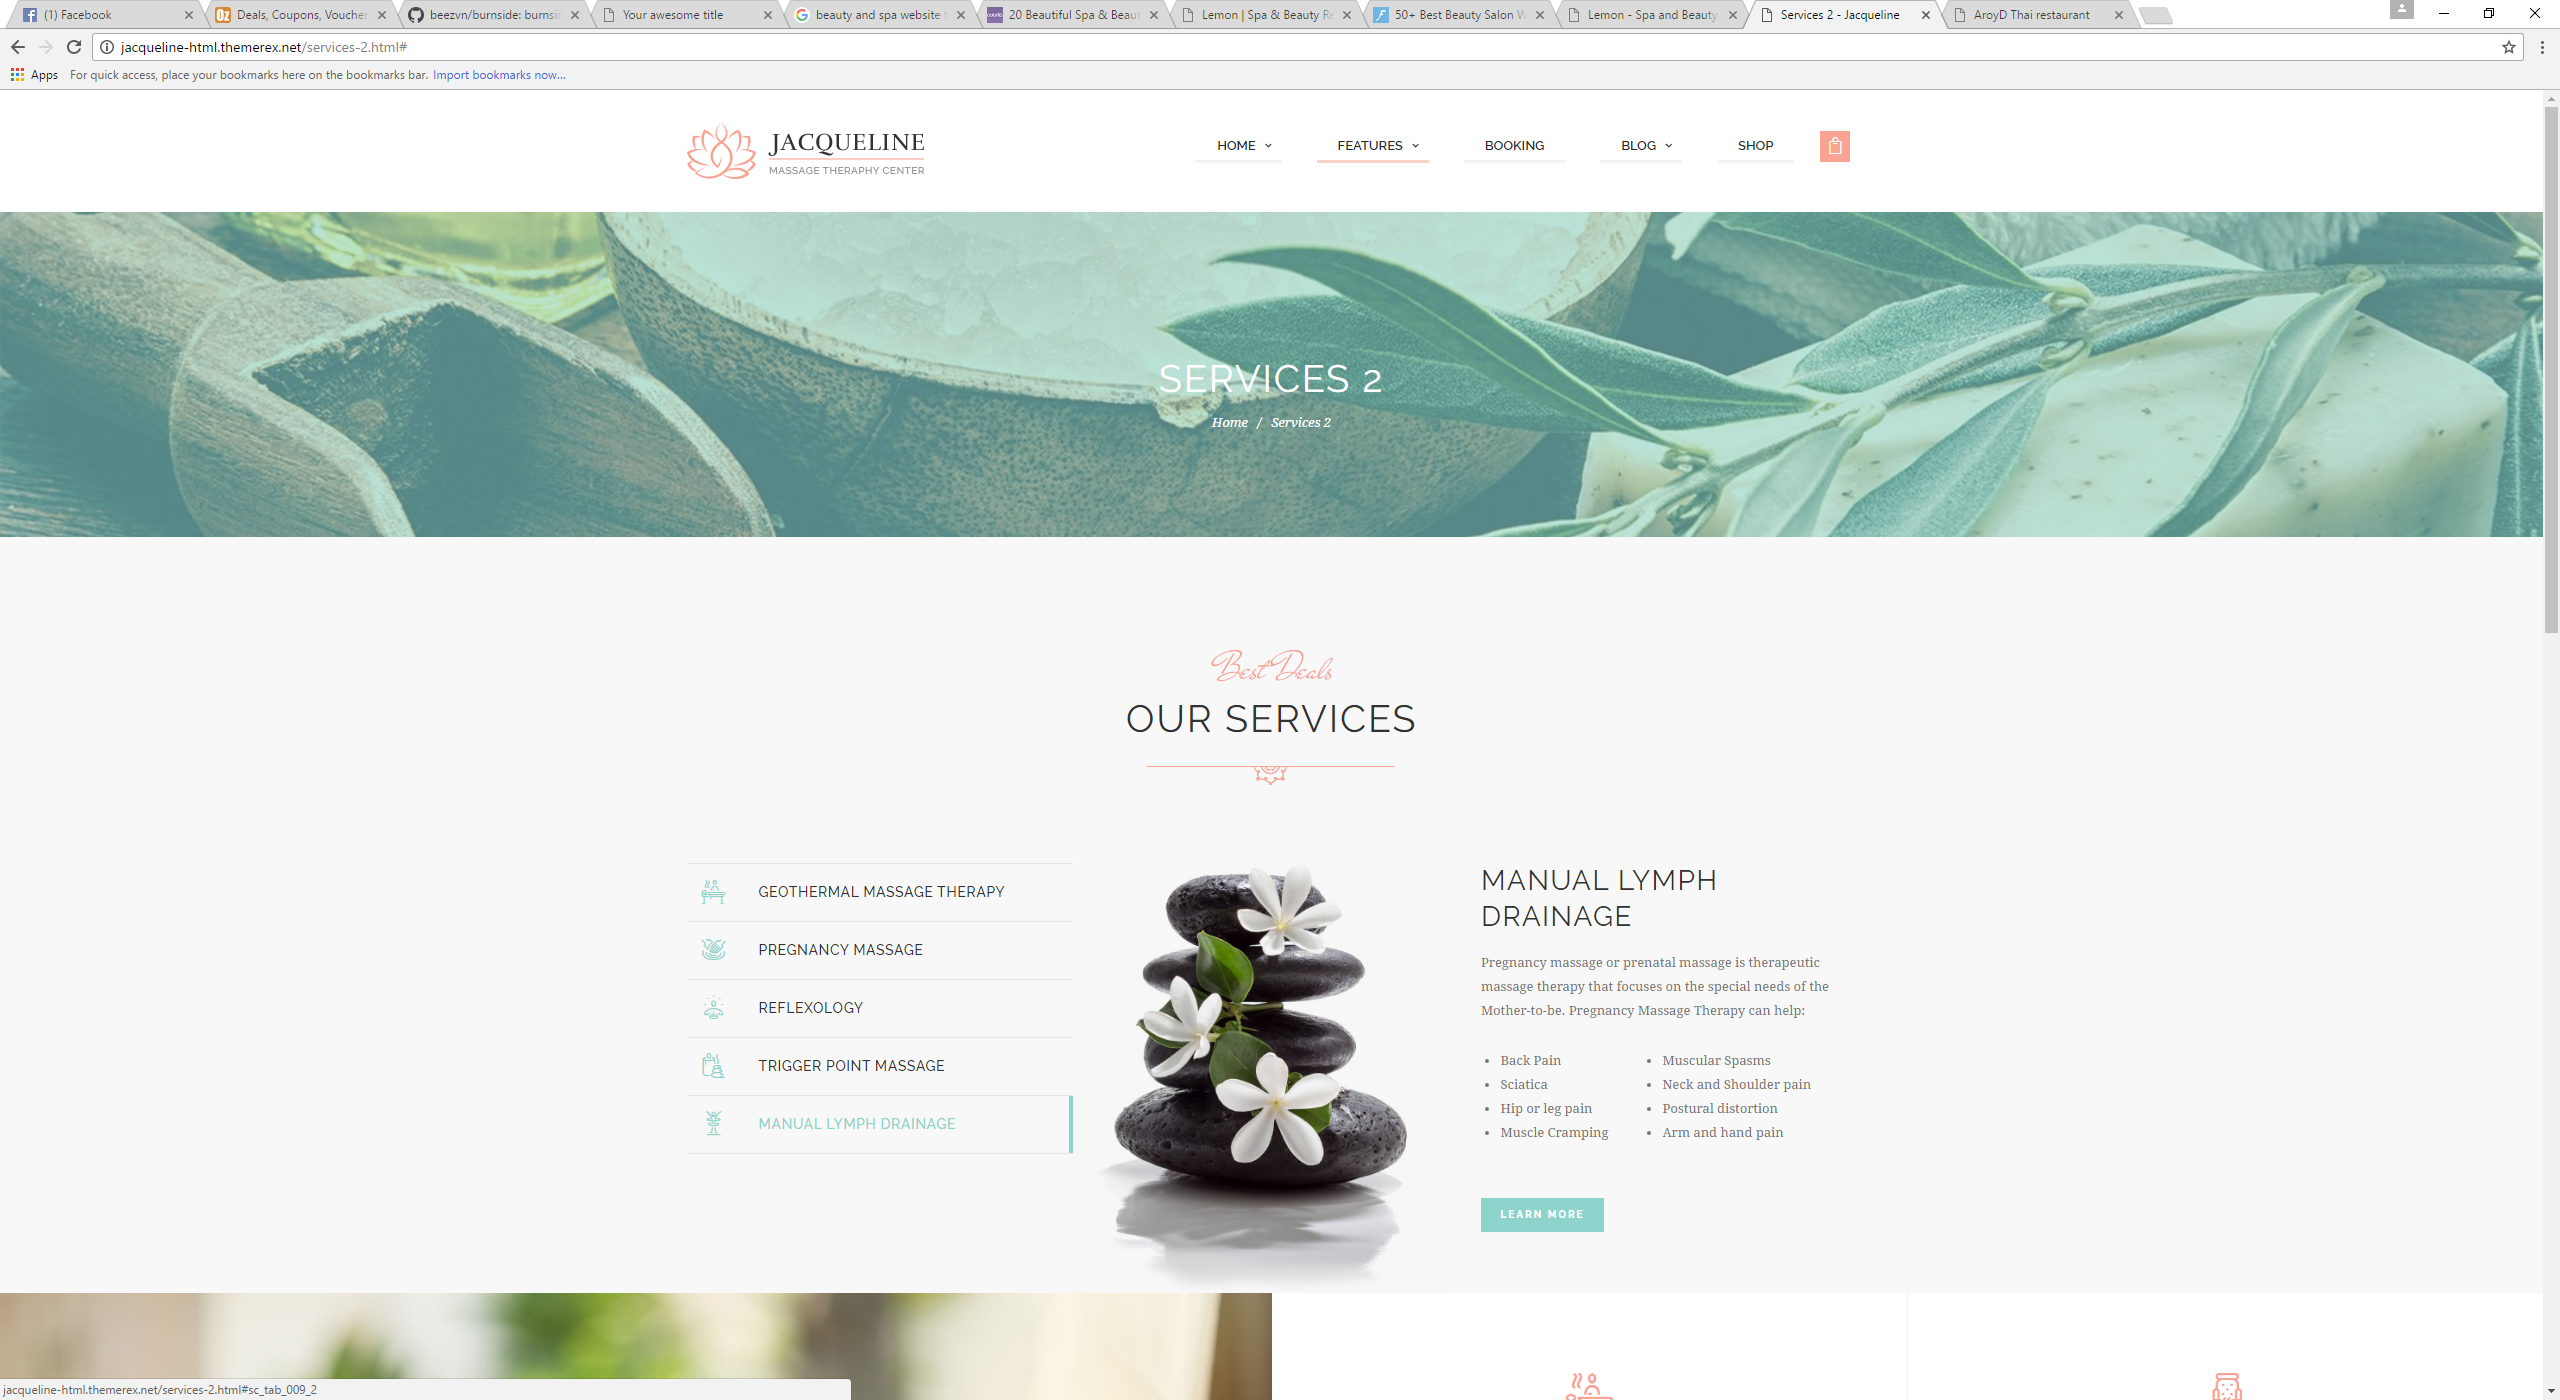 (1) Facebook
Deals, Coupons, Voucher
beezvn/burnside: burnsi
Your awesome title
beauty and spa website
20 Beautiful Spa & Beaut
Lemon | Spa & Beauty Re
50+ Best Beauty Salon W
Lemon - Spa and Beauty
Services 2 - Jacqueline
AroyD Thai restaurant
jacqueline-html.themerex.net/services-2.html#
Apps
For quick access, place your bookmarks here on the bookmarks bar. Import bookmarks now...
JACQUELINE
MASSAGE THERAPHY CENTER
HOME
FEATURES
BOOKING
BLOG
SHOP
SERVICES 2
Home / Services 2
Best Deals
OUR SERVICES
GEOTHERMAL MASSAGE THERAPY
PREGNANCY MASSAGE
REFLEXOLOGY
TRIGGER POINT MASSAGE
MANUAL LYMPH DRAINAGE
MANUAL LYMPH
DRAINAGE
Pregnancy massage or prenatal massage is therapeutic
massage therapy that focuses on the special needs of the
Mother-to-be. Pregnancy Massage Therapy can help:
• Back Pain
• Sciatica
• Hip or leg pain
• Muscle Cramping
• Muscular Spasms
• Neck and Shoulder pain
• Postural distortion
• Arm and hand pain
LEARN MORE
jacqueline-html.themerex.net/services-2.html#sc_tab_009_2